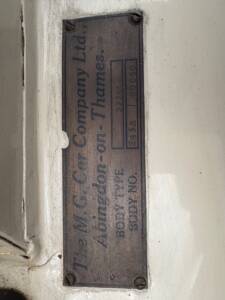 The M.G. Car Company Ltd.,
Abingdon-on-Thames.
BODY TYPE
BODY NO.